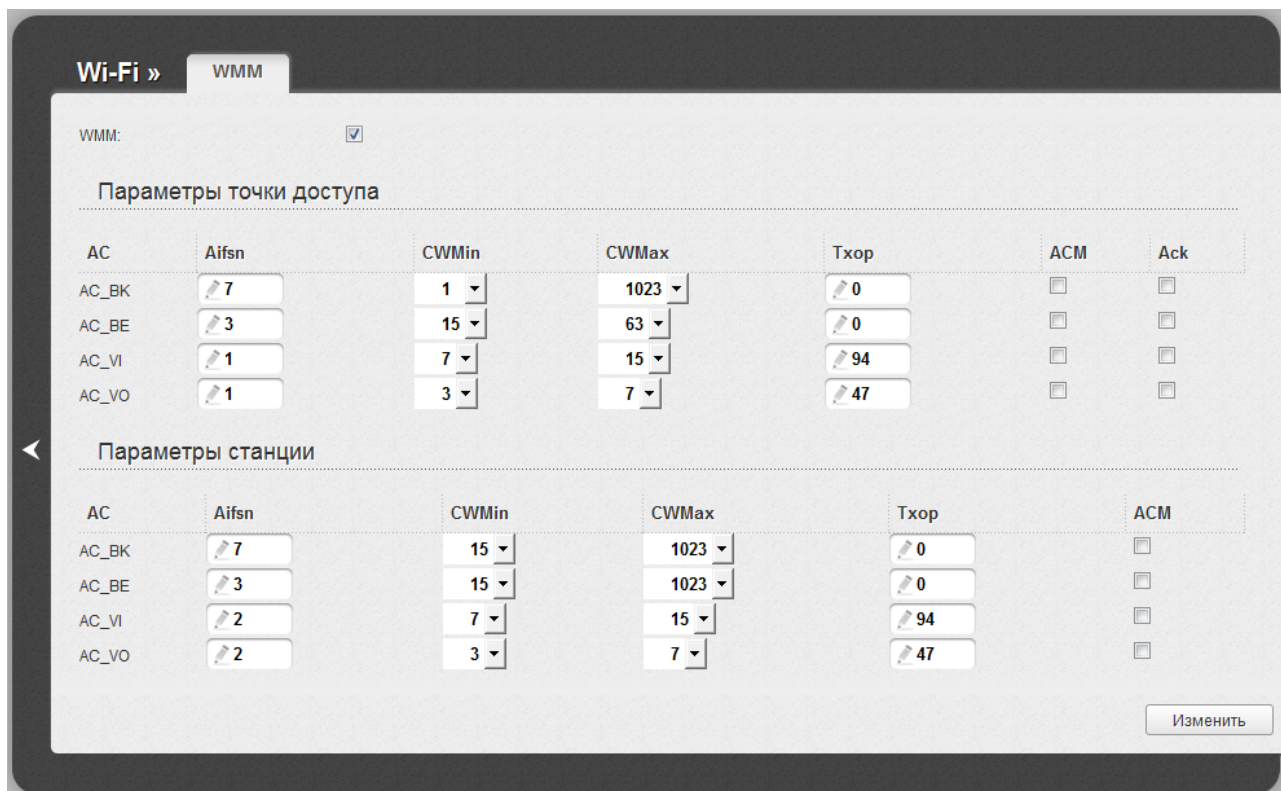 Wi-Fi » WMM
WMM:
Параметры точки доступа
AC Aifsn CWMin CWMax Txop ACM Ack
AC_BK 7 1 1023 0
AC_BE 3 15 63 0
AC_VI 1 7 15 94
AC_VO 1 3 7 47
Параметры станции
AC Aifsn CWMin CWMax Txop ACM
AC_BK 7 15 1023 0
AC_BE 3 15 1023 0
AC_VI 2 7 15 94
AC_VO 2 3 7 47
Изменить